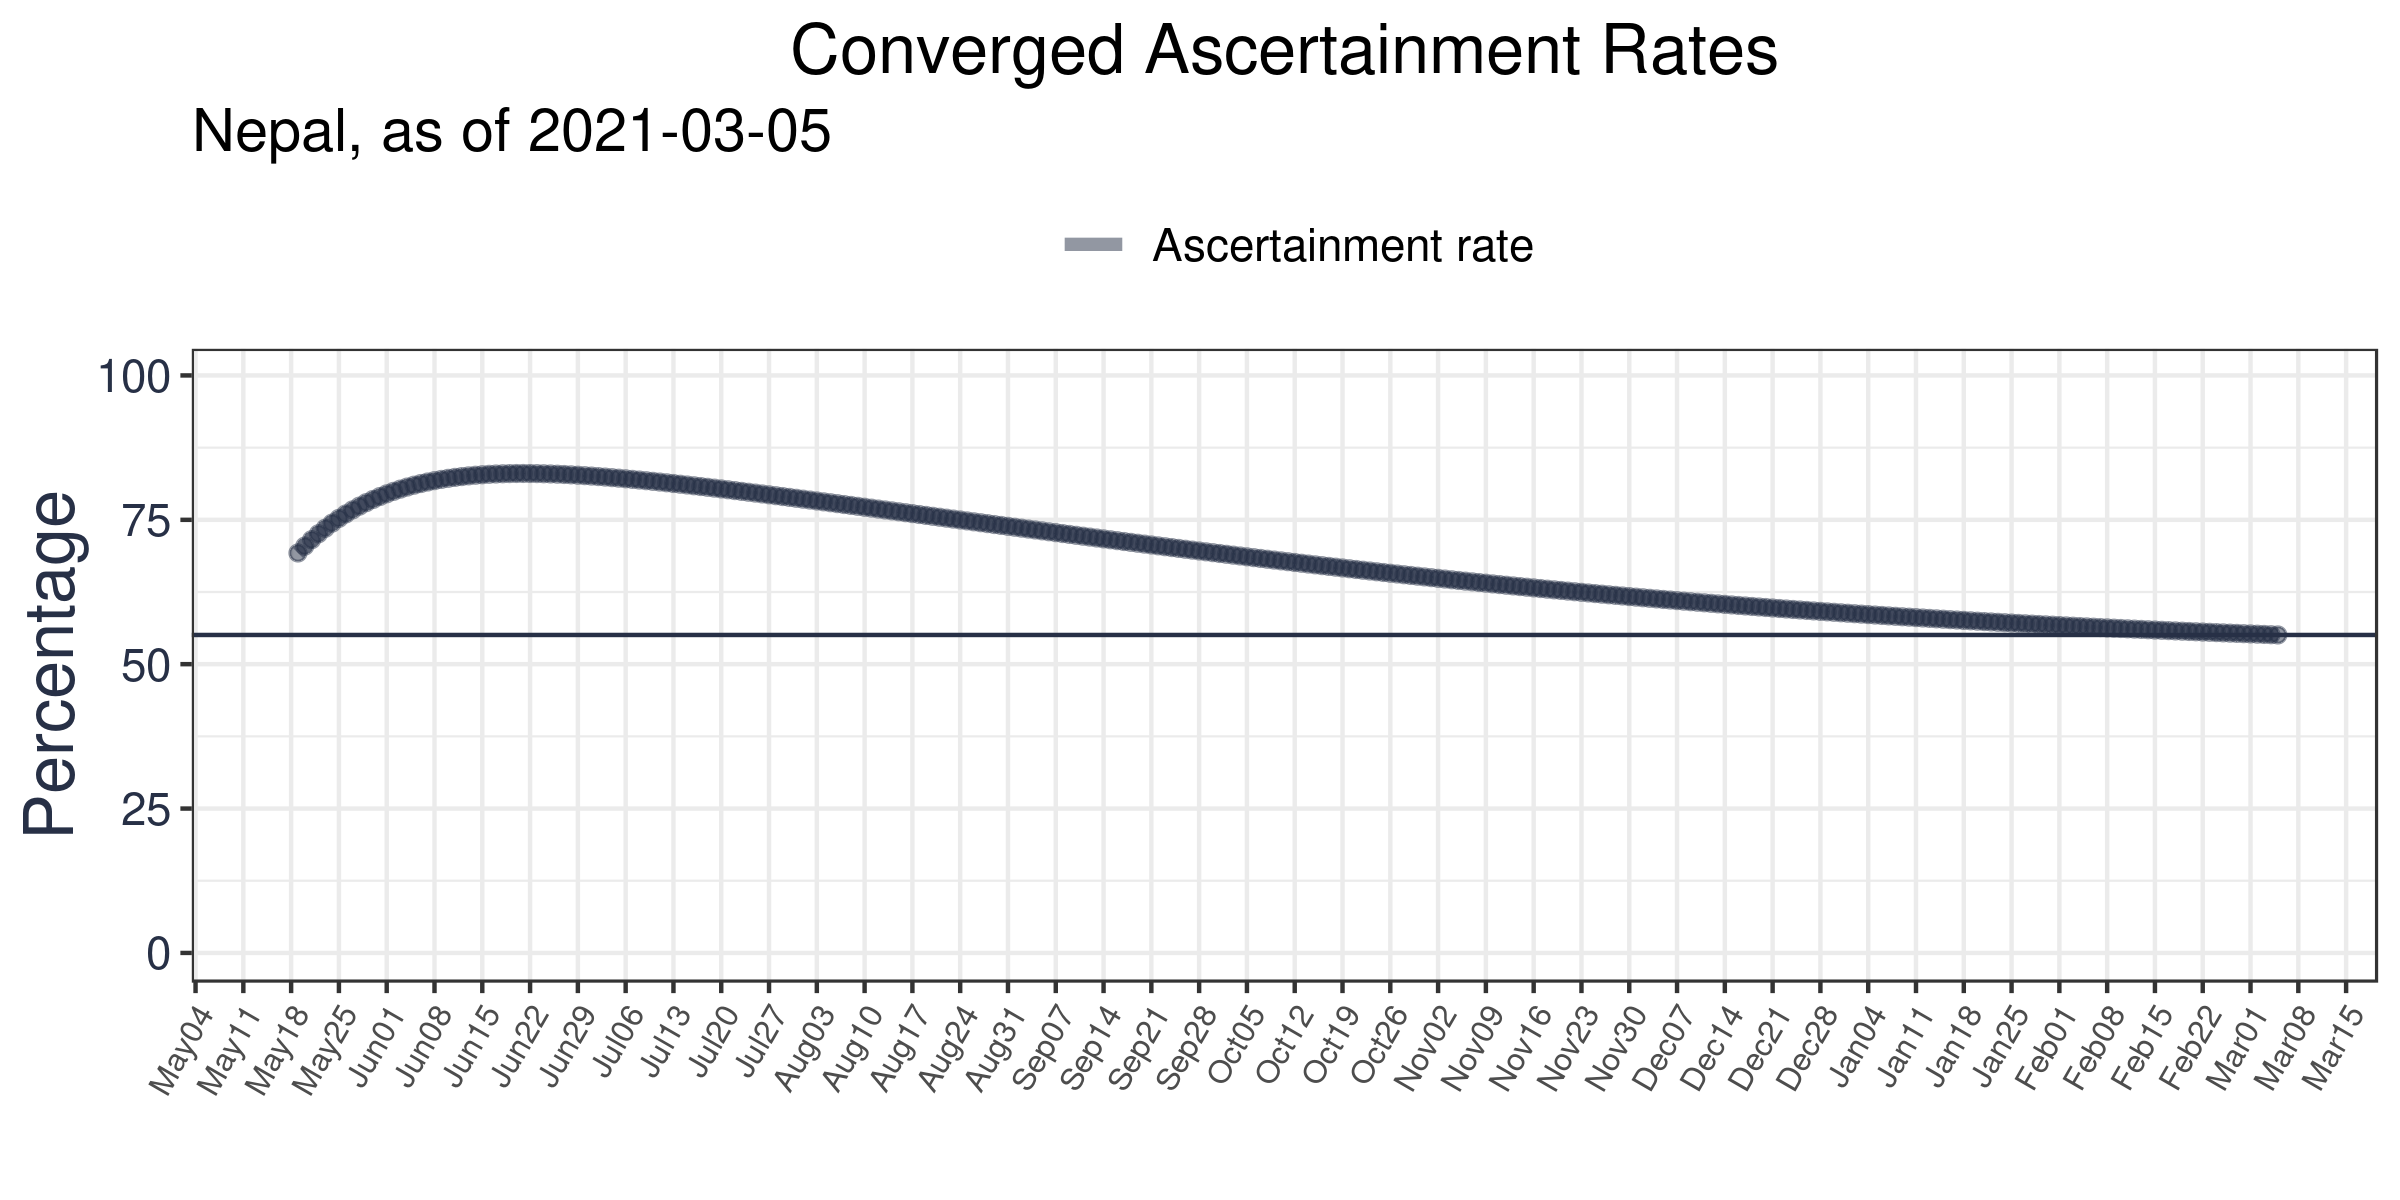 Converged Ascertainment Rates
Nepal, as of 2021-03-05
Ascertainment rate
Percentage
100
75
50
25
0
May04 May11 May18 May25 Jun01 Jun08 Jun15 Jun22 Jun29 Jul06 Jul13 Jul20 Jul27 Aug03 Aug10 Aug17 Aug24 Aug31 Sep07 Sep14 Sep21 Sep28 Oct05 Oct12 Oct19 Oct26 Nov02 Nov09 Nov16 Nov23 Nov30 Dec07 Dec14 Dec21 Dec28 Jan04 Jan11 Jan18 Jan25 Feb01 Feb08 Feb15 Feb22 Mar01 Mar08 Mar15